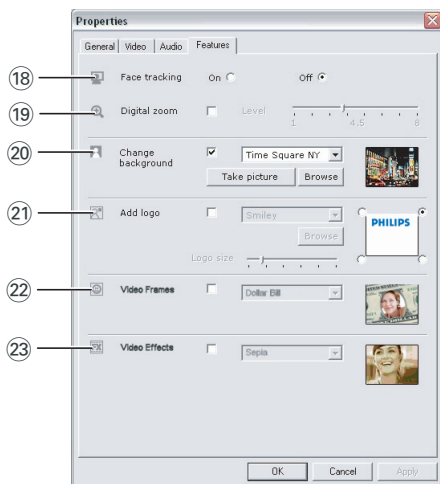 Properties
General Video Audio Features
18 Face tracking On Off
19 Digital zoom Level 1 4.5 8
20 Change background Time Square NY
Take picture Browse
21 Add logo Smiley
PHILIPS
Browse
Logo size
22 Video Frames Dollar Bill
23 Video Effects Sepia
OK Cancel Apply